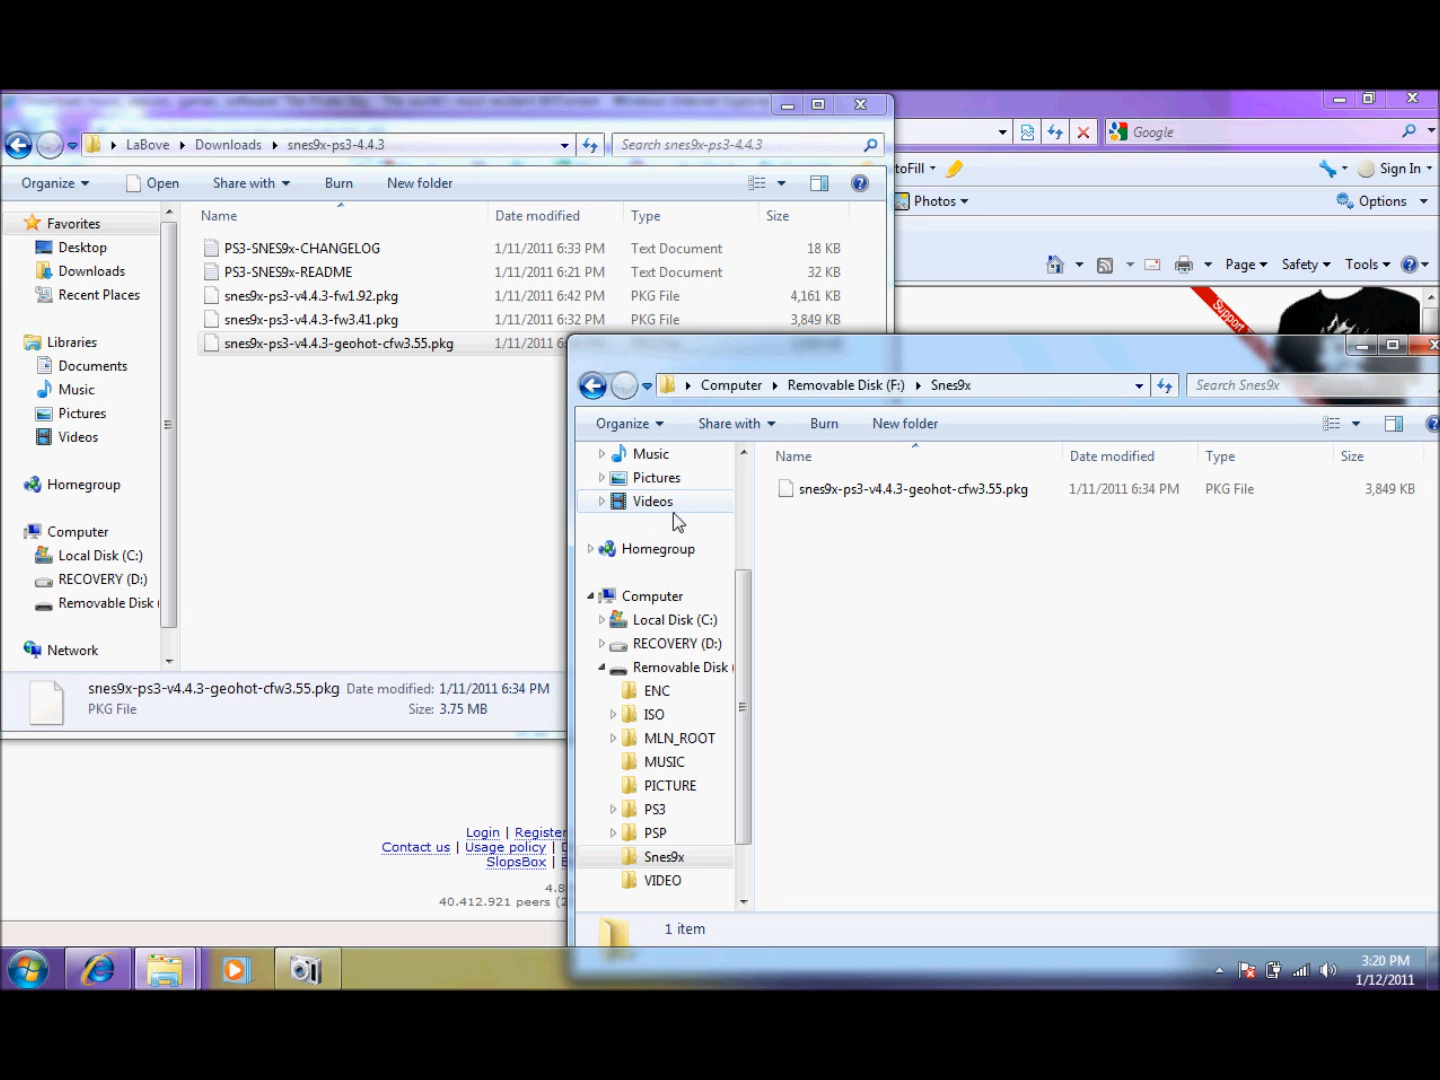 LaBove Downloads snes9x-ps3-4.4.3
Search snes9x-ps3-4.4.3
Google
Organize Open Share with Burn New folder
Sign In
Photos
Options
Page Safety Tools
Favorites
Desktop
Downloads
Recent Places
Libraries
Documents
Music
Pictures
Videos
Homegroup
Computer
Local Disk (C:)
RECOVERY (D:)
Removable Disk
Network
Name Date modified Type Size
PS3-SNES9x-CHANGELOG 1/11/2011 6:33 PM Text Document 18 KB
PS3-SNES9x-README 1/11/2011 6:21 PM Text Document 32 KB
snes9x-ps3-v4.4.3-fw1.92.pkg 1/11/2011 6:42 PM PKG File 4,161 KB
snes9x-ps3-v4.4.3-fw3.41.pkg 1/11/2011 6:32 PM PKG File 3,849 KB
snes9x-ps3-v4.4.3-geohot-cfw3.55.pkg 1/11/2011
snes9x-ps3-v4.4.3-geohot-cfw3.55.pkg Date modified: 1/11/2011 6:34 PM
PKG File Size: 3.75 MB
Support
Computer Removable Disk (F:) Snes9x
Search Snes9x
Organize Share with Burn New folder
Music
Pictures
Videos
Homegroup
Computer
Local Disk (C:)
RECOVERY (D:)
Removable Disk
ENC
ISO
MLN_ROOT
MUSIC
PICTURE
PS3
PSP
Snes9x
VIDEO
Name Date modified Type Size
snes9x-ps3-v4.4.3-geohot-cfw3.55.pkg 1/11/2011 6:34 PM PKG File 3,849 KB
1 item
Login | Register
Contact us | Usage policy |
SlopsBox |
40.412.921 peers
3:20 PM
1/12/2011